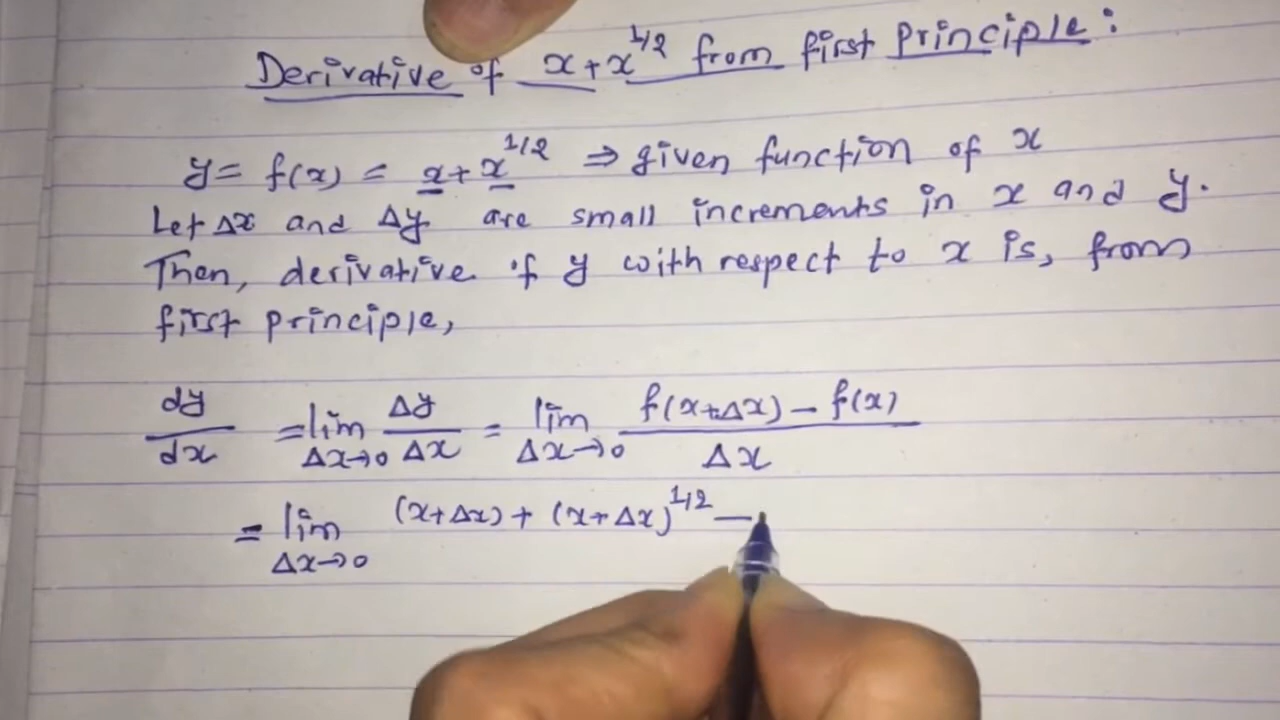 Derivative of x+x^1/2 from first principle:
y= f(x) = x+x^1/2 ⇒ given function of x
Let Δx and Δy are small increments in x and y.
Then, derivative of y with respect to x is, from
first principle,
dy/dx = lim Δx→0 Δy/Δx = lim Δx→0 f(x+Δx) – f(x)/Δx
= lim Δx→0 (x+Δx) + (x+Δx)^1/2 –